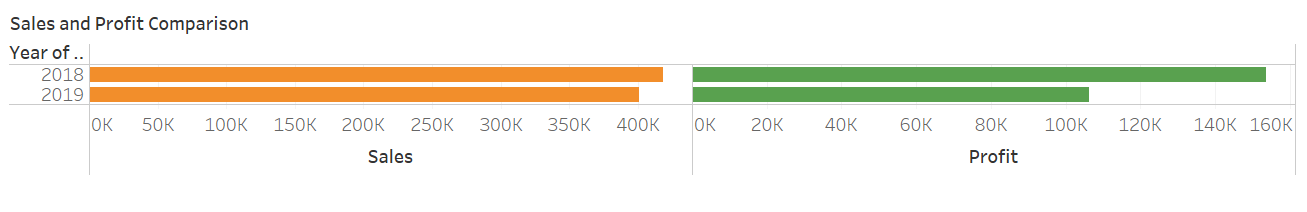 Sales and Profit Comparison
Year of ..
2018
2019
0K 50K 100K 150K 200K 250K 300K 350K 400K 0K 20K 40K 60K 80K 100K 120K 140K 160K
Sales Profit